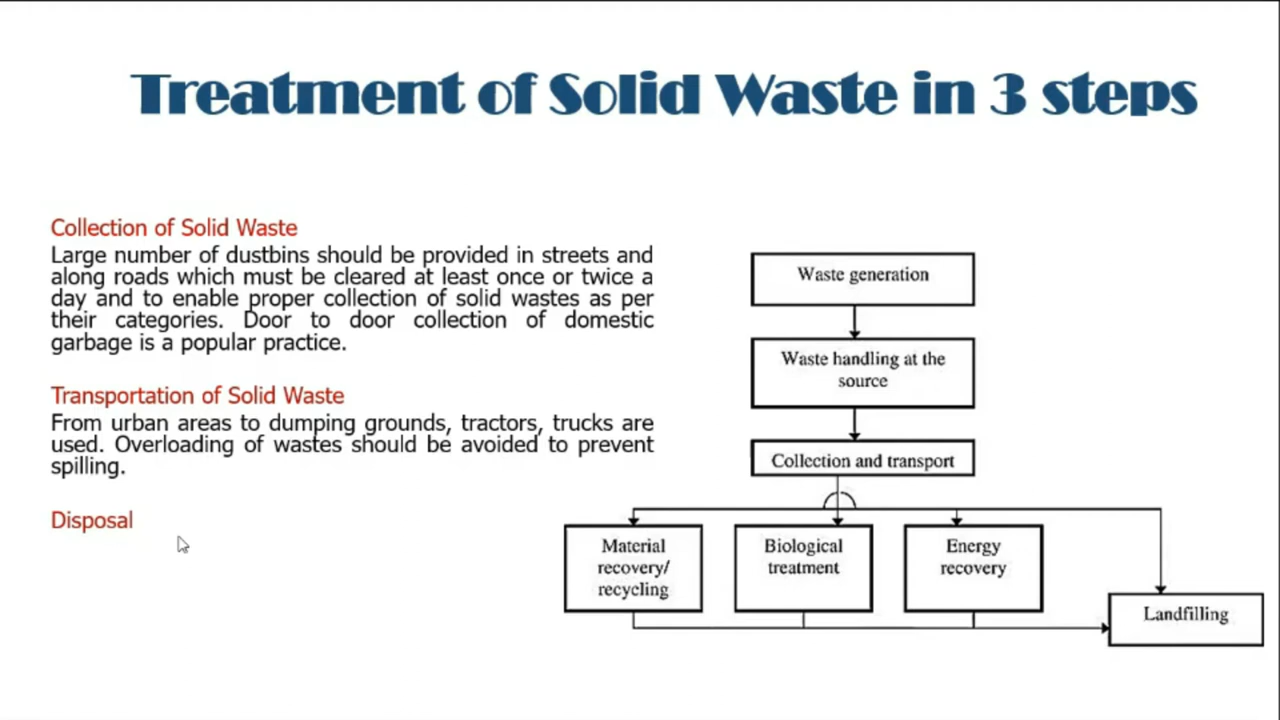 Treatment of Solid Waste in 3 steps
Collection of Solid Waste
Large number of dustbins should be provided in streets and
along roads which must be cleared at least once or twice a
day and to enable proper collection of solid wastes as per
their categories. Door to door collection of domestic
garbage is a popular practice.
Transportation of Solid Waste
From urban areas to dumping grounds, tractors, trucks are
used. Overloading of wastes should be avoided to prevent
spilling.
Disposal
Waste generation
Waste handling at the
source
Collection and transport
Material
recovery/
recycling
Biological
treatment
Energy
recovery
Landfilling